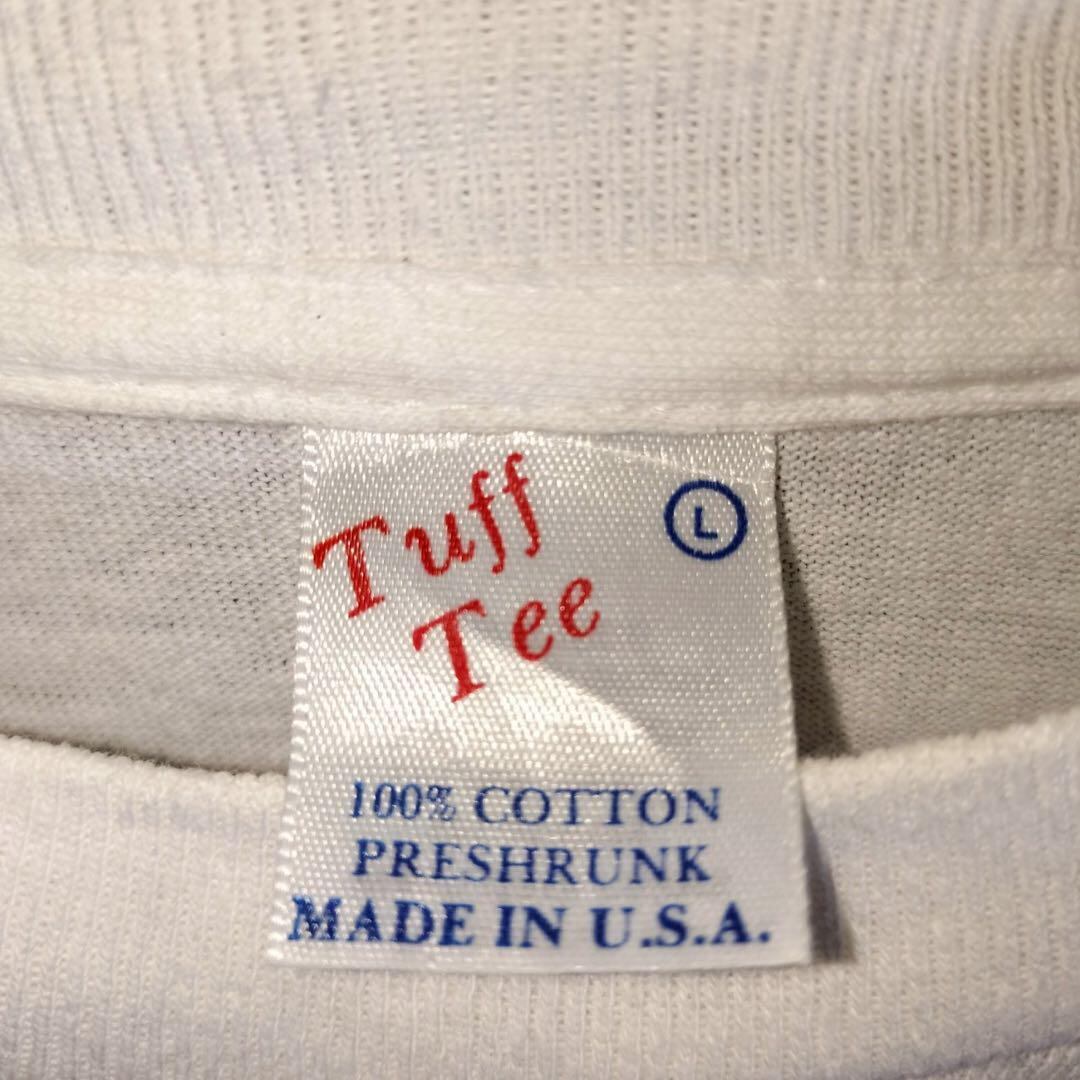 Tuff
Tee
L
100% COTTON
PRESHRUNK
MADE IN U.S.A.